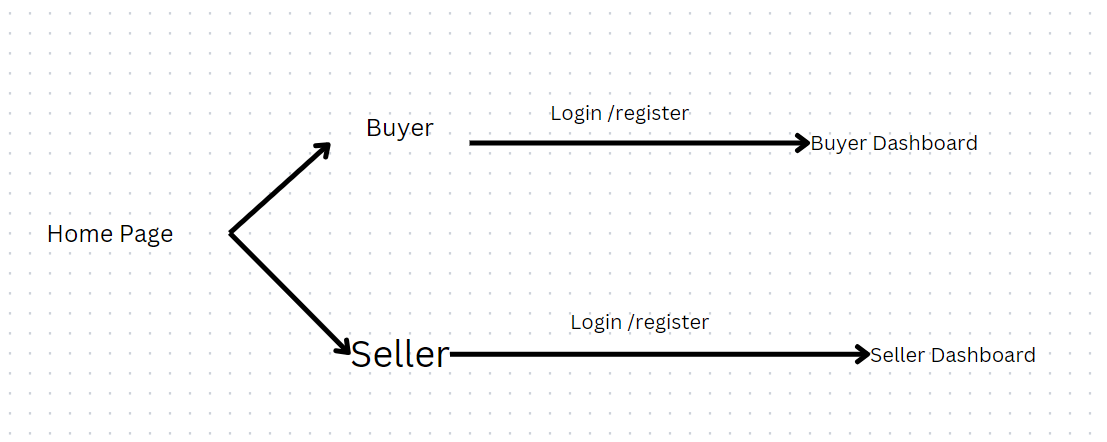 Login /register
Buyer
Buyer Dashboard
Home Page
Login /register
Seller
Seller Dashboard